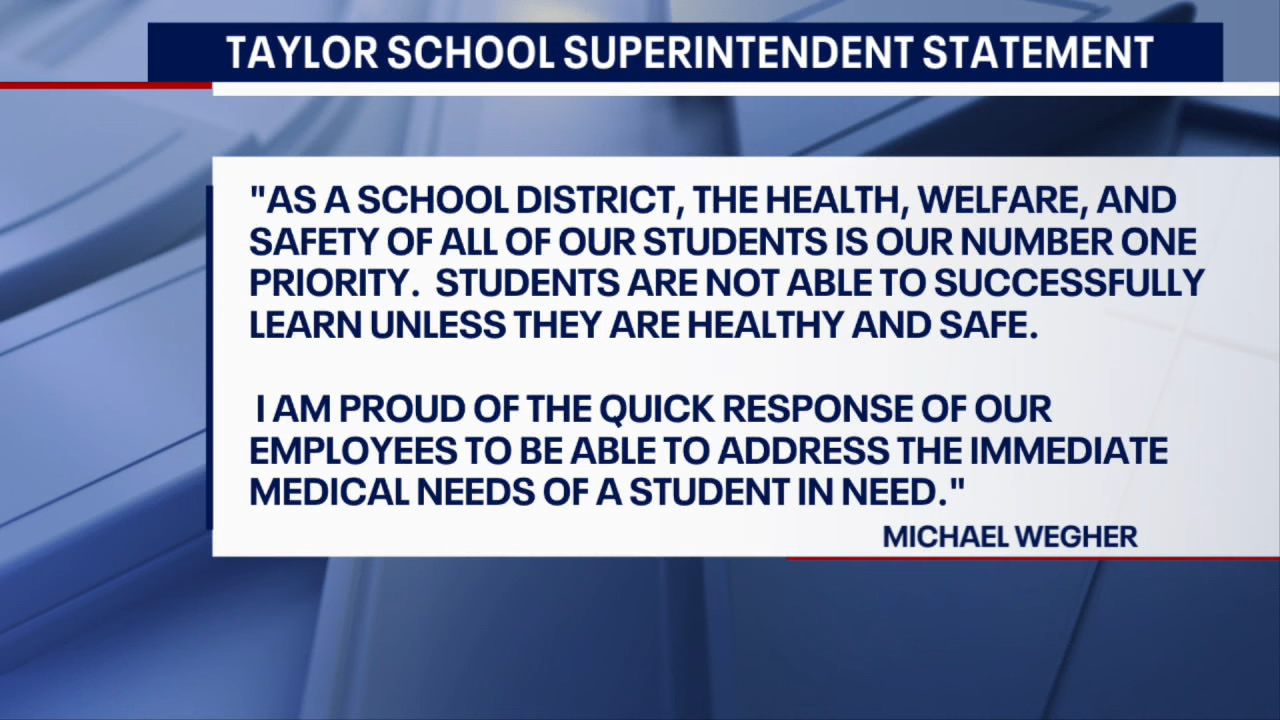 TAYLOR SCHOOL SUPERINTENDENT STATEMENT
"AS A SCHOOL DISTRICT, THE HEALTH, WELFARE, AND
SAFETY OF ALL OF OUR STUDENTS IS OUR NUMBER ONE
PRIORITY.  STUDENTS ARE NOT ABLE TO SUCCESSFULLY
LEARN UNLESS THEY ARE HEALTHY AND SAFE.
I AM PROUD OF THE QUICK RESPONSE OF OUR
EMPLOYEES TO BE ABLE TO ADDRESS THE IMMEDIATE
MEDICAL NEEDS OF A STUDENT IN NEED."
MICHAEL WEGHER